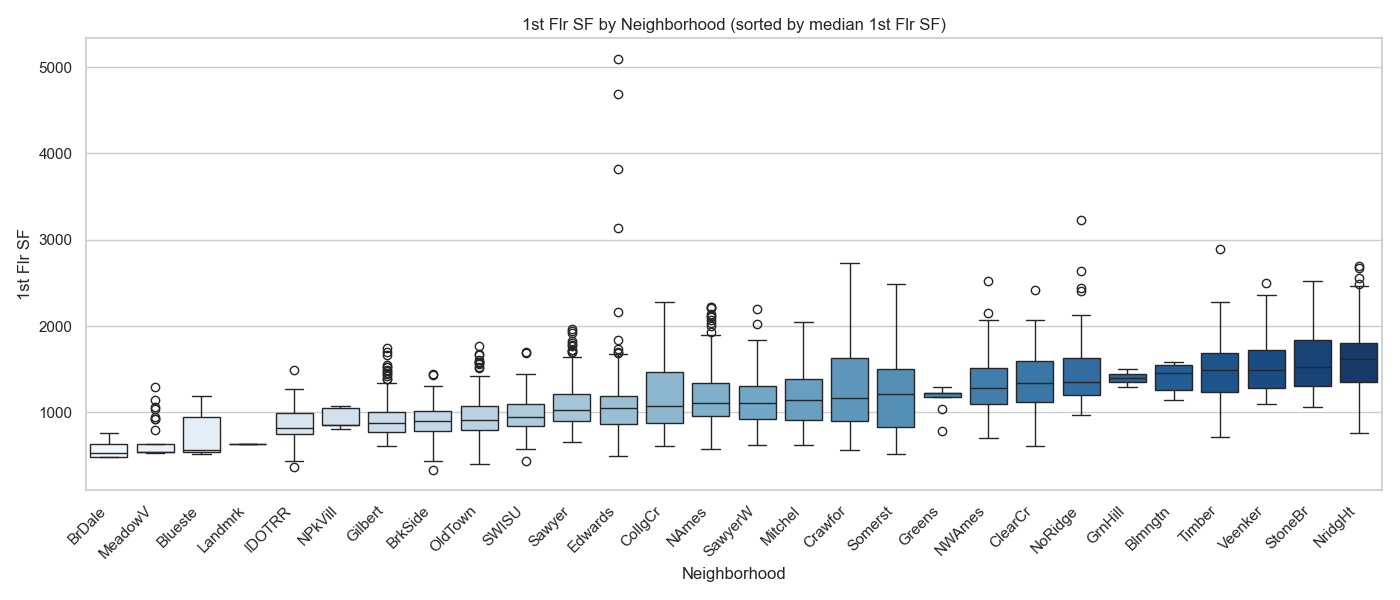 1st Flr SF by Neighborhood (sorted by median 1st Flr SF)
5000
4000
3000
2000
1000
1st Flr SF
BrDale
MeadowV
Blueste
Landmrk
IDOTRR
NPkVill
Gilbert
BrkSide
OldTown
SWISU
Sawyer
Edwards
CollgCr
NAmes
SawyerW
Mitchel
Crawfor
Somerst
Greens
NWAmes
ClearCr
NoRidge
GrnHill
Blmngtn
Timber
Veenker
StoneBr
NridgHt
Neighborhood